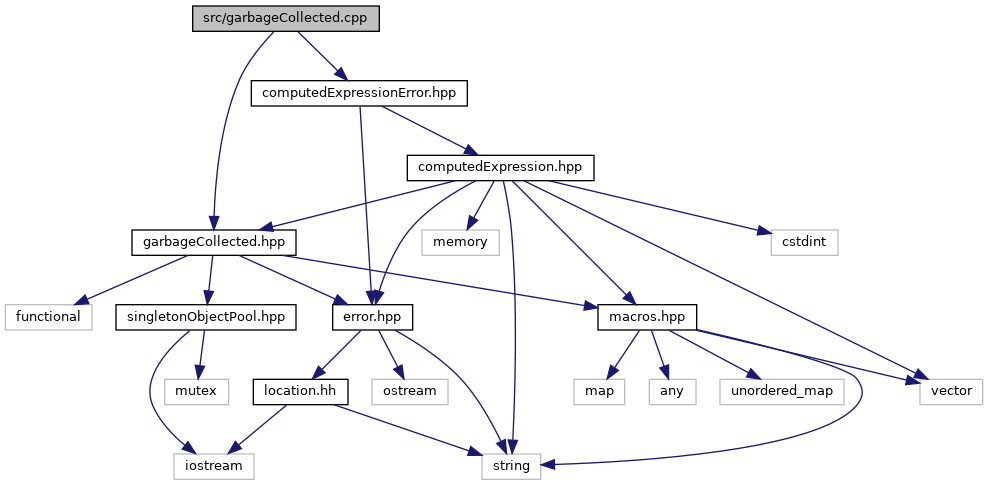 src/garbageCollected.cpp
computedExpressionError.hpp
computedExpression.hpp
garbageCollected.hpp
memory
cstdint
functional
singletonObjectPool.hpp
error.hpp
macros.hpp
mutex
location.hh
ostream
map
any
unordered_map
vector
iostream
string